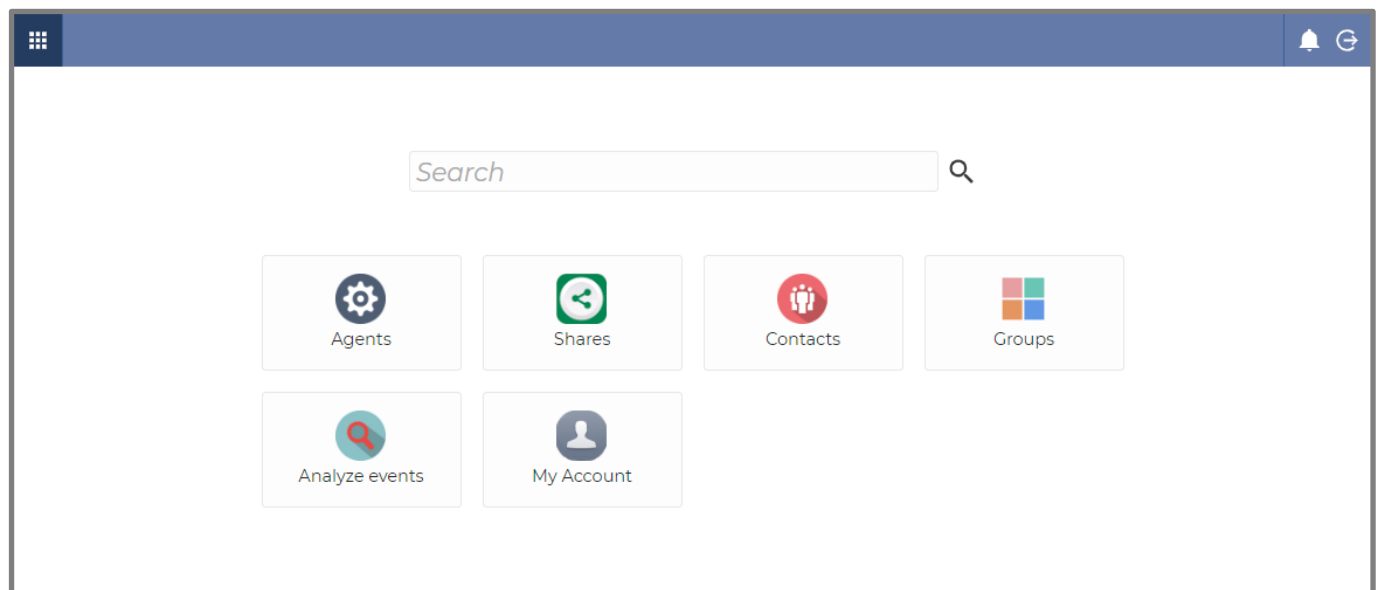 Search
Agents
Shares
Contacts
Groups
Analyze events
My Account